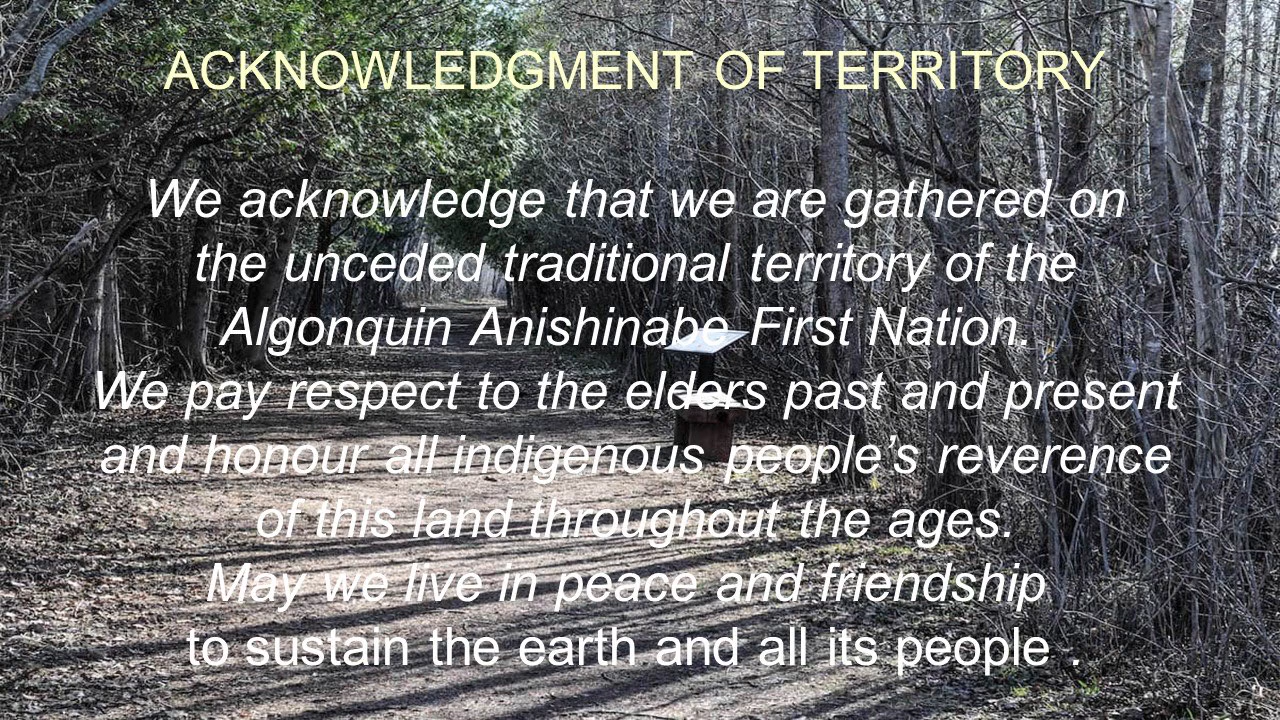 ACKNOWLEDGMENT OF TERRITORY
We acknowledge that we are gathered on
the unceded traditional territory of the
Algonquin Anishinabe First Nation.
We pay respect to the elders past and present
and honour all indigenous people’s reverence
of this land throughout the ages.
May we live in peace and friendship
to sustain the earth and all its people .